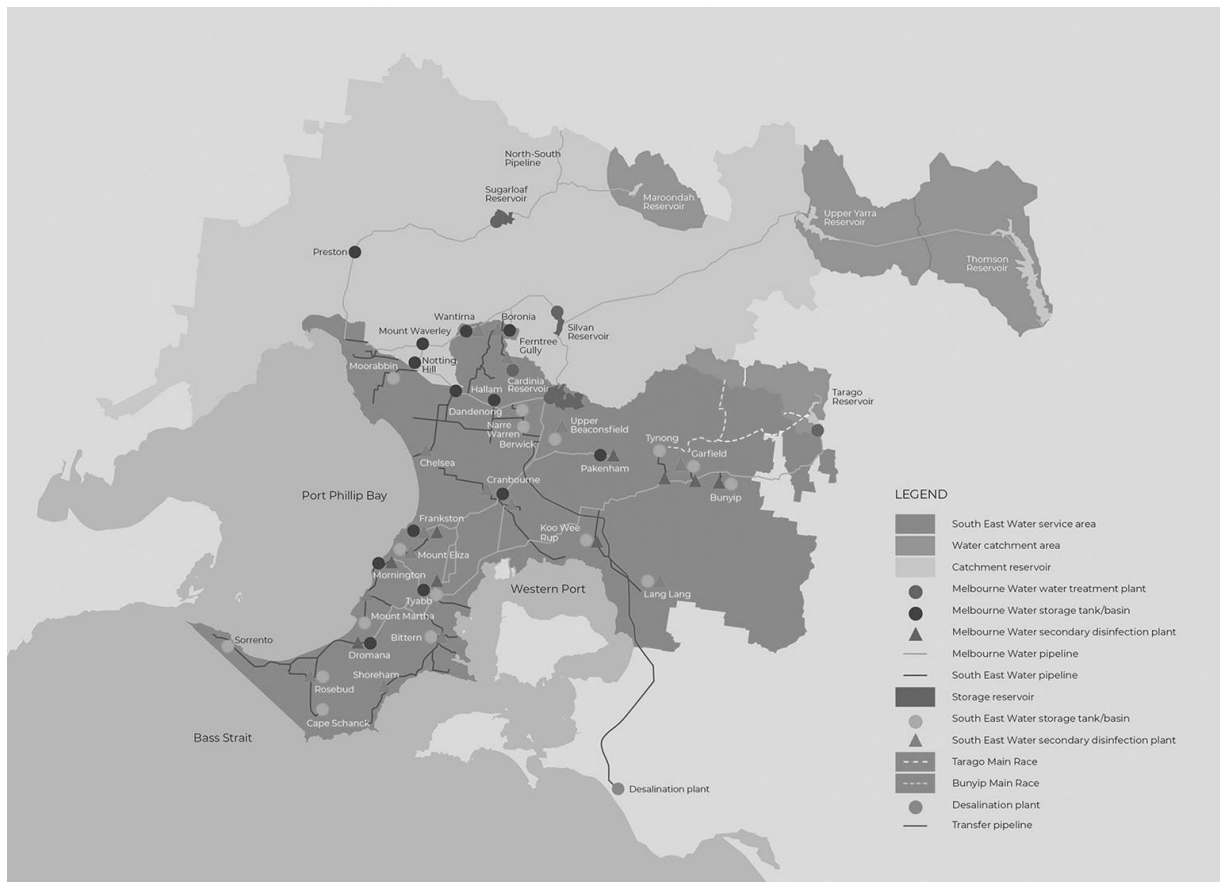 North-South
Pipeline
Sugarloaf
Reservoir
Maroondah
Reservoir
Upper Yarra
Reservoir
Thomson
Reservoir
Preston
Wantirna
Boronia
Mount Waverley
Silvan
Reservoir
Ferntree
Gully
Notting
Hill
Moorabbin
Cardinia
Reservoir
Hallam
Tarago
Reservoir
Dandenong
Narre
Warren
Upper
Beaconsfield
Berwick
Tynong
Garfield
Chelsea
Pakenham
Cranbourne
Bunyip
Port Phillip Bay
LEGEND
Frankston
Koo Wee
Rup
South East Water service area
Mount Eliza
Water catchment area
Catchment reservoir
Mornington
Western Port
Lang Lang
Melbourne Water water treatment plant
Tyabb
Melbourne Water storage tank/basin
Mount Martha
Melbourne Water secondary disinfection plant
Sorrento
Bittern
Dromana
Melbourne Water pipeline
Shoreham
South East Water pipeline
Rosebud
Storage reservoir
Cape Schanck
South East Water storage tank/basin
Bass Strait
South East Water secondary disinfection plant
Tarago Main Race
Bunyip Main Race
Desalination plant
Desalination plant
Transfer pipeline